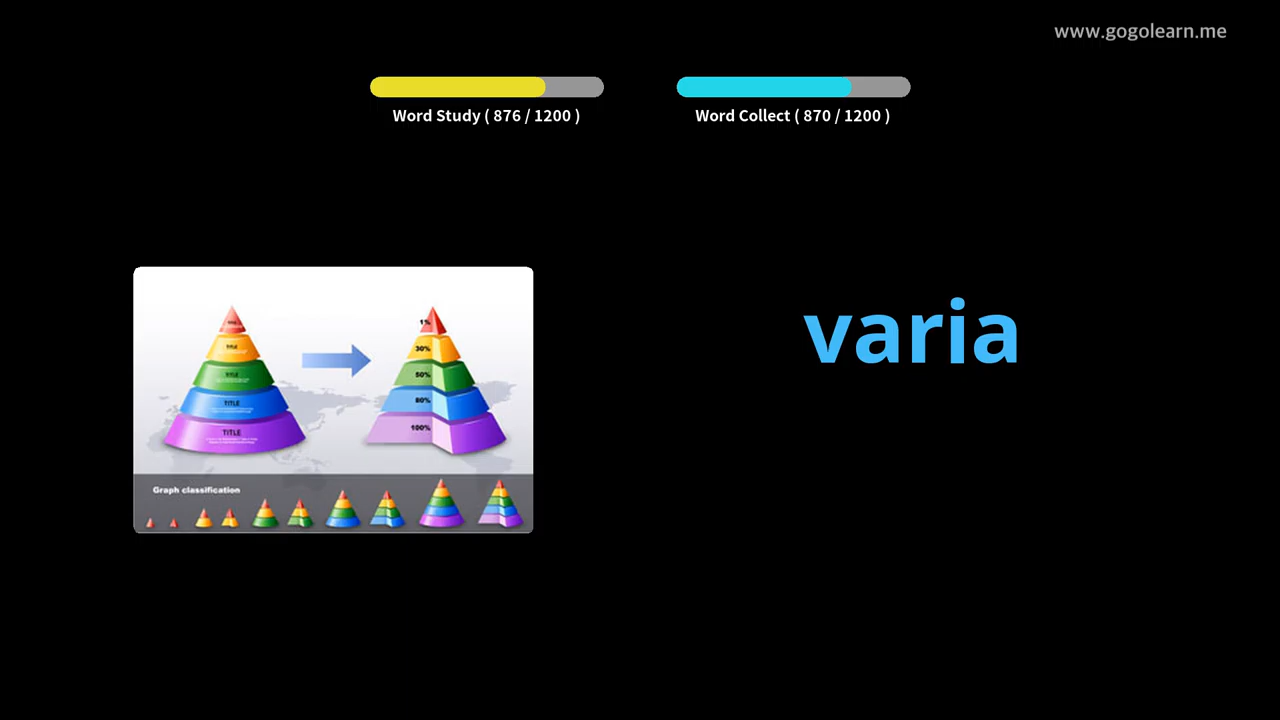 www.gogolearn.me
Word Study ( 876 / 1200 )
Word Collect ( 870 / 1200 )
varia
TITLE
TITLE
TITLE
TITLE
1%
30%
50%
80%
100%
Graph classification